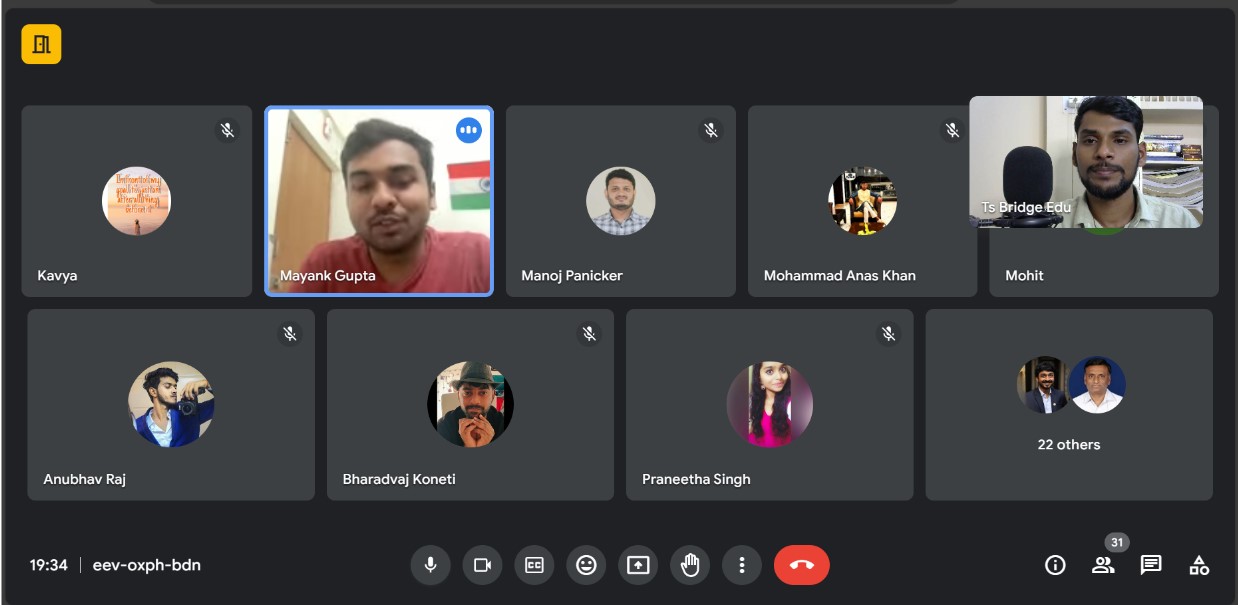 Kavya
Mayank Gupta
Manoj Panicker
Mohammad Anas Khan
Ts Bridge Edu
Mohit
Anubhav Raj
Bharadvaj Koneti
Praneetha Singh
22 others
19:34 | eev-oxph-bdn
CC
31